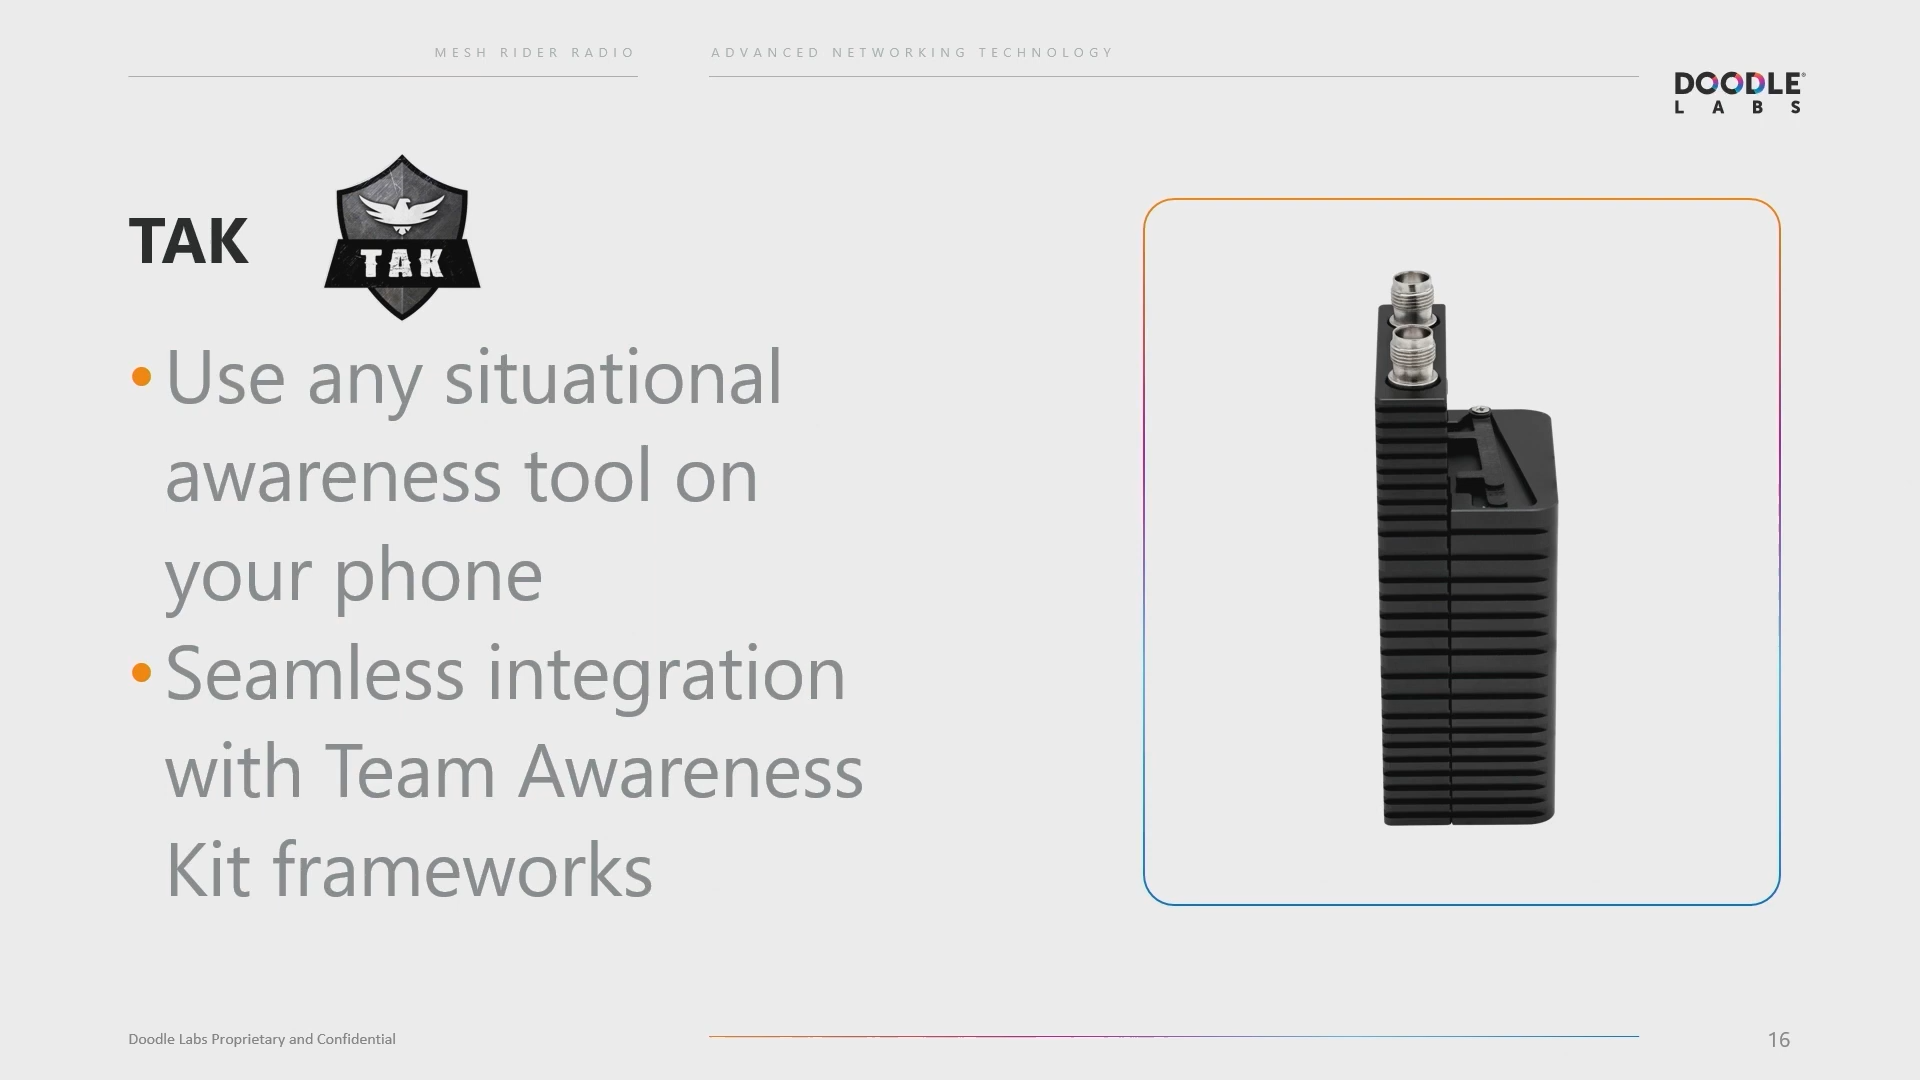 MESH RIDER RADIO
ADVANCED NETWORKING TECHNOLOGY
DOODLE®
LABS
TAK
TAK
• Use any situational
awareness tool on
your phone
• Seamless integration
with Team Awareness
Kit frameworks
Doodle Labs Proprietary and Confidential
16